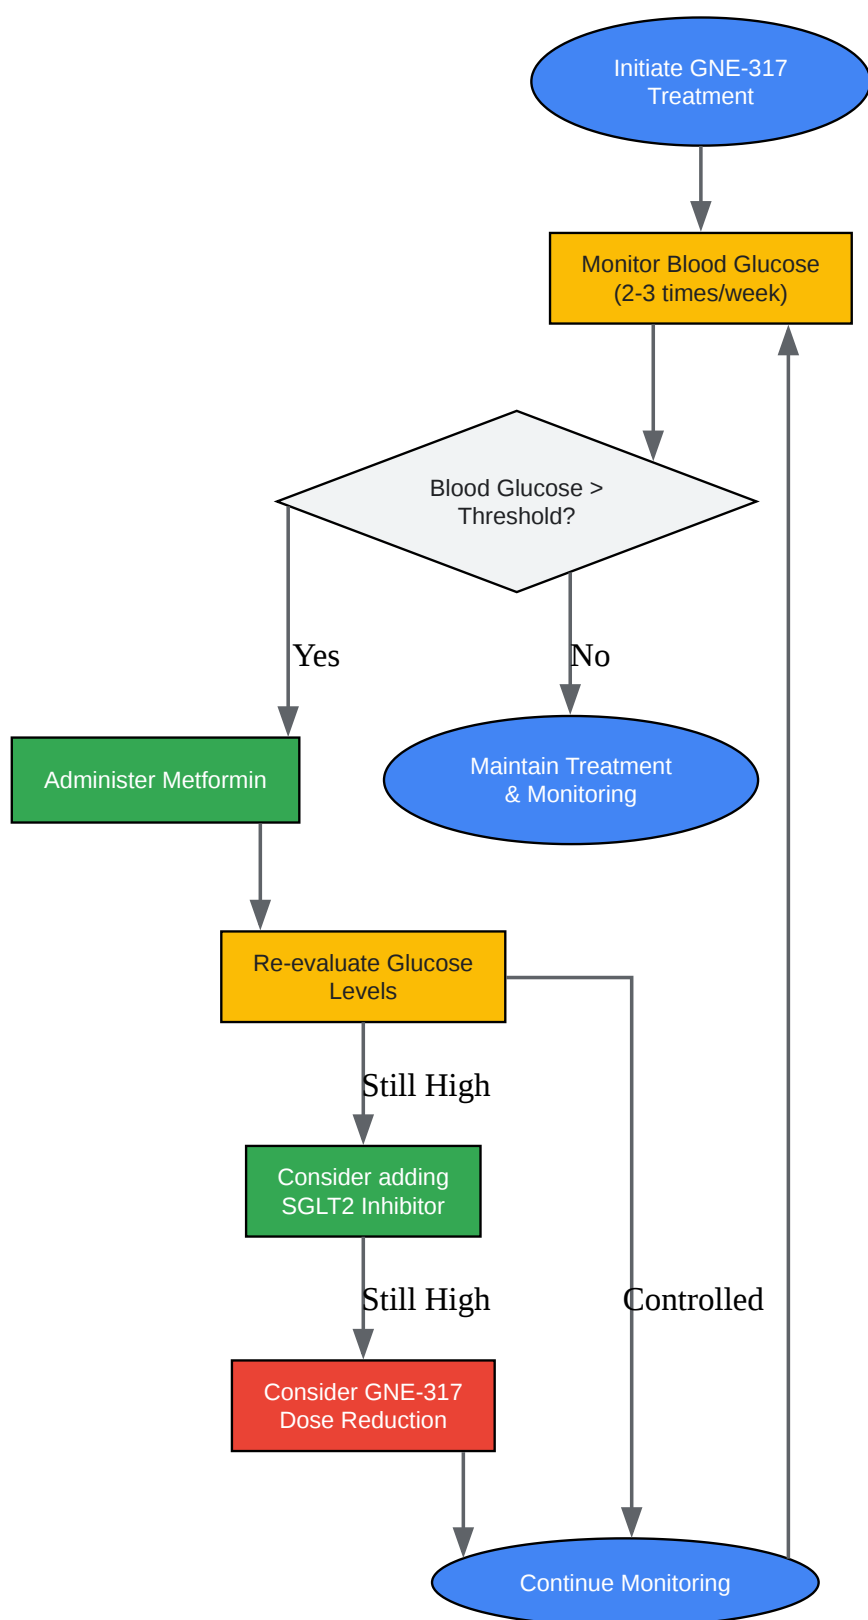 Initiate GNE-317
Treatment
Monitor Blood Glucose
(2-3 times/week)
Blood Glucose >
Threshold?
Yes
No
Administer Metformin
Maintain Treatment
& Monitoring
Re-evaluate Glucose
Levels
Still High
Consider adding
SGLT2 Inhibitor
Still High
Controlled
Consider GNE-317
Dose Reduction
Continue Monitoring